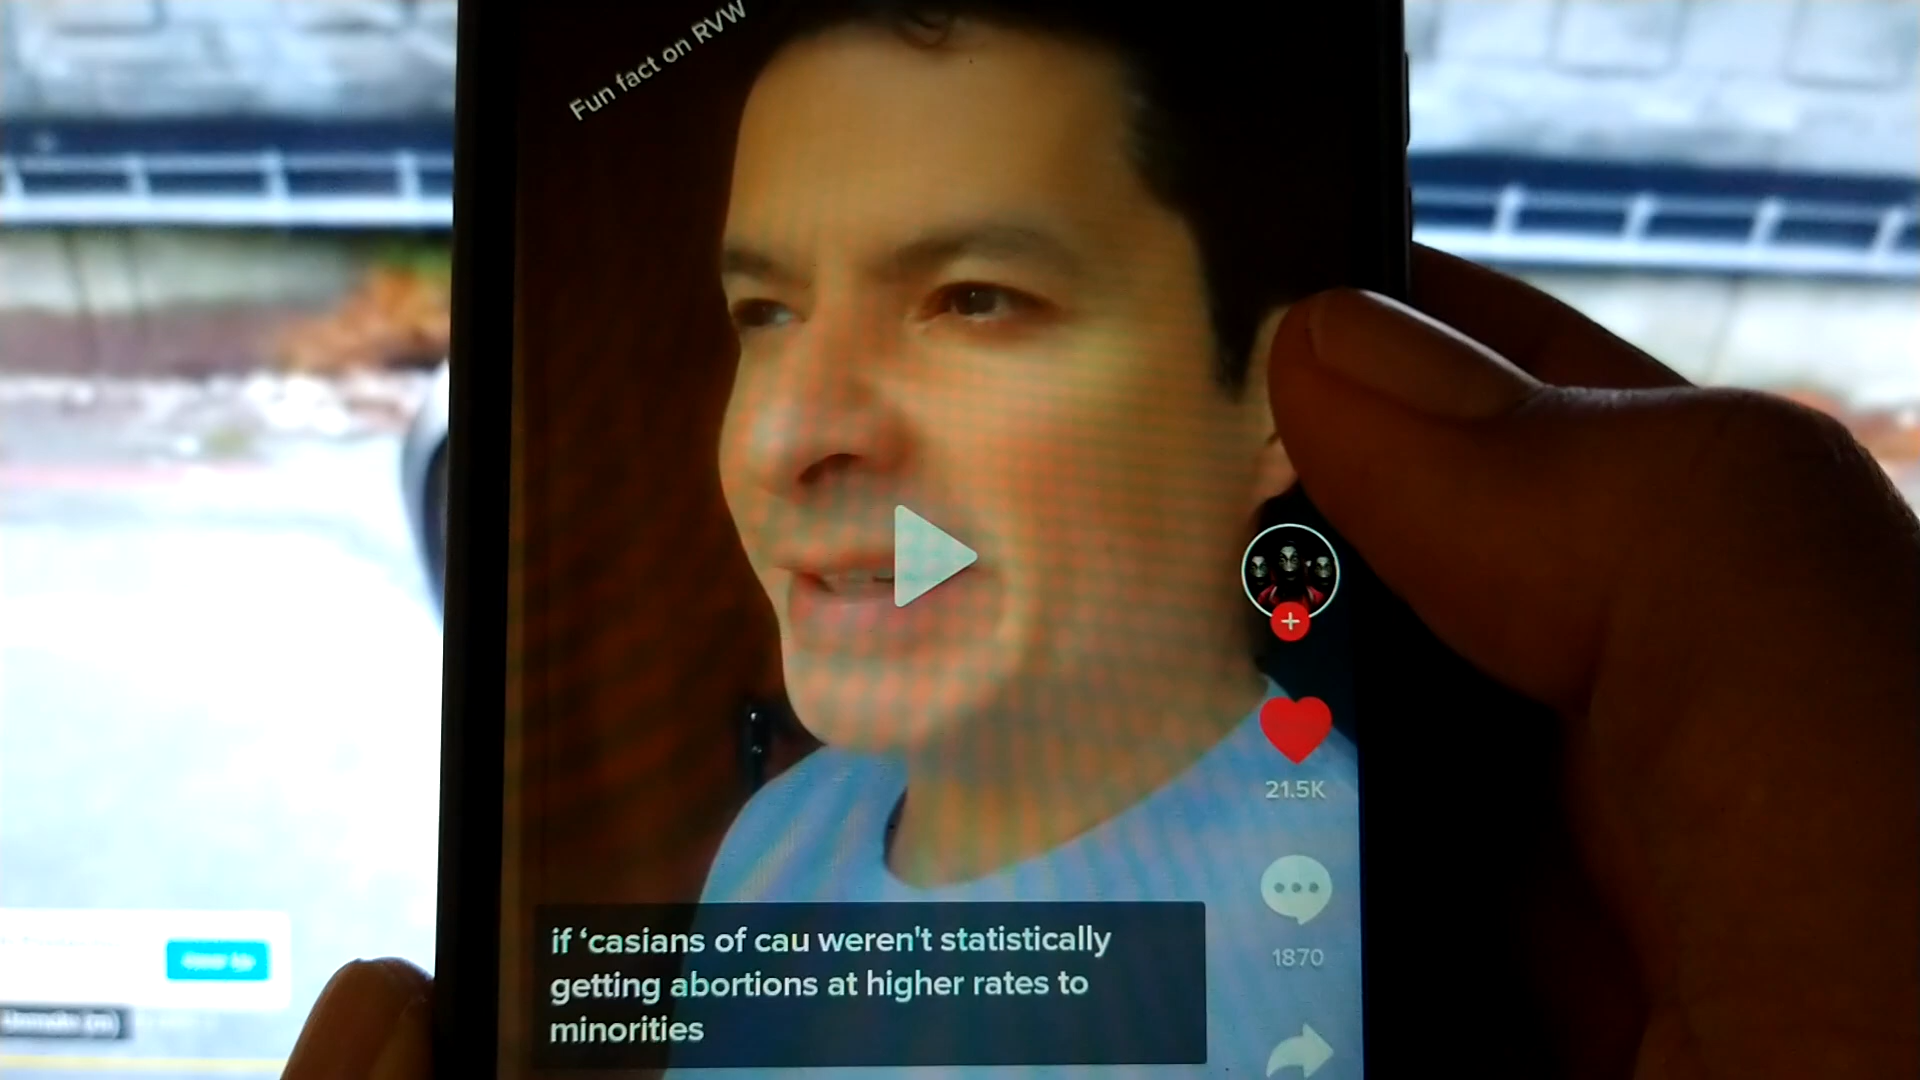 Fun fact on RVW
21.5K
1870
if ‘casians of cau weren't statistically
getting abortions at higher rates to
minorities